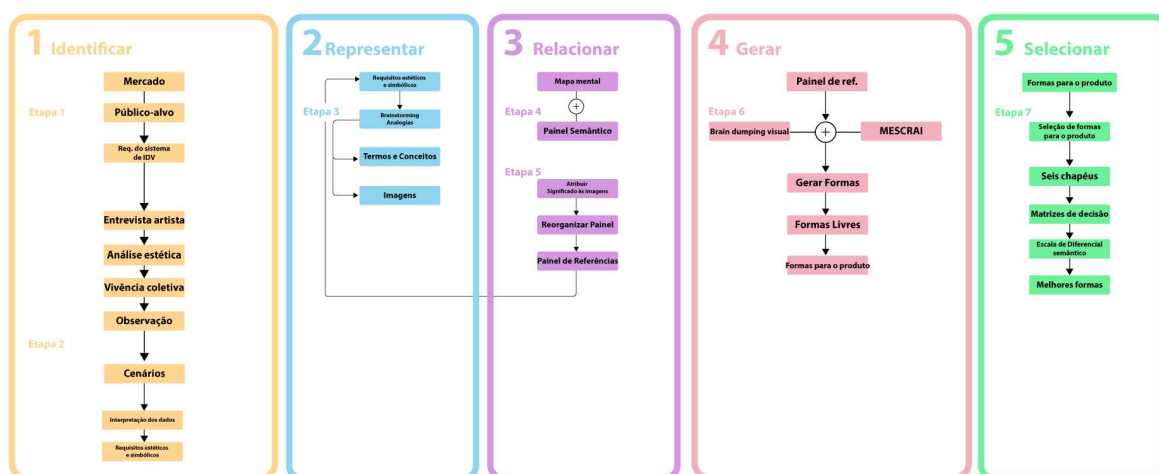 1 Identificar
Mercado
Etapa 1
Público-alvo
Req. do sistema
de IDV
Entrevista artista
Análise estética
Vivência coletiva
Observação
Etapa 2
Cenários
Interpretação dos dados
Requisitos estéticos
e simbólicos
2 Representar
Requisitos estéticos
e simbólicos
Etapa 3
Brainstorming
Analogias
Termos e Conceitos
Imagens
3 Relacionar
Mapa mental
Etapa 4
Painel Semântico
Etapa 5
Atribuir
Significado às Imagens
Reorganizar Painel
Painel de Referências
4 Gerar
Painel de ref.
Etapa 6
Brain dumping visual
MESCRAI
Gerar Formas
Formas Livres
Formas para o produto
5 Selecionar
Formas para o produto
Etapa 7
Seleção de formas
para o produto
Seis chapéus
Matrizes de decisão
Escala de Diferencial
semântico
Melhores formas